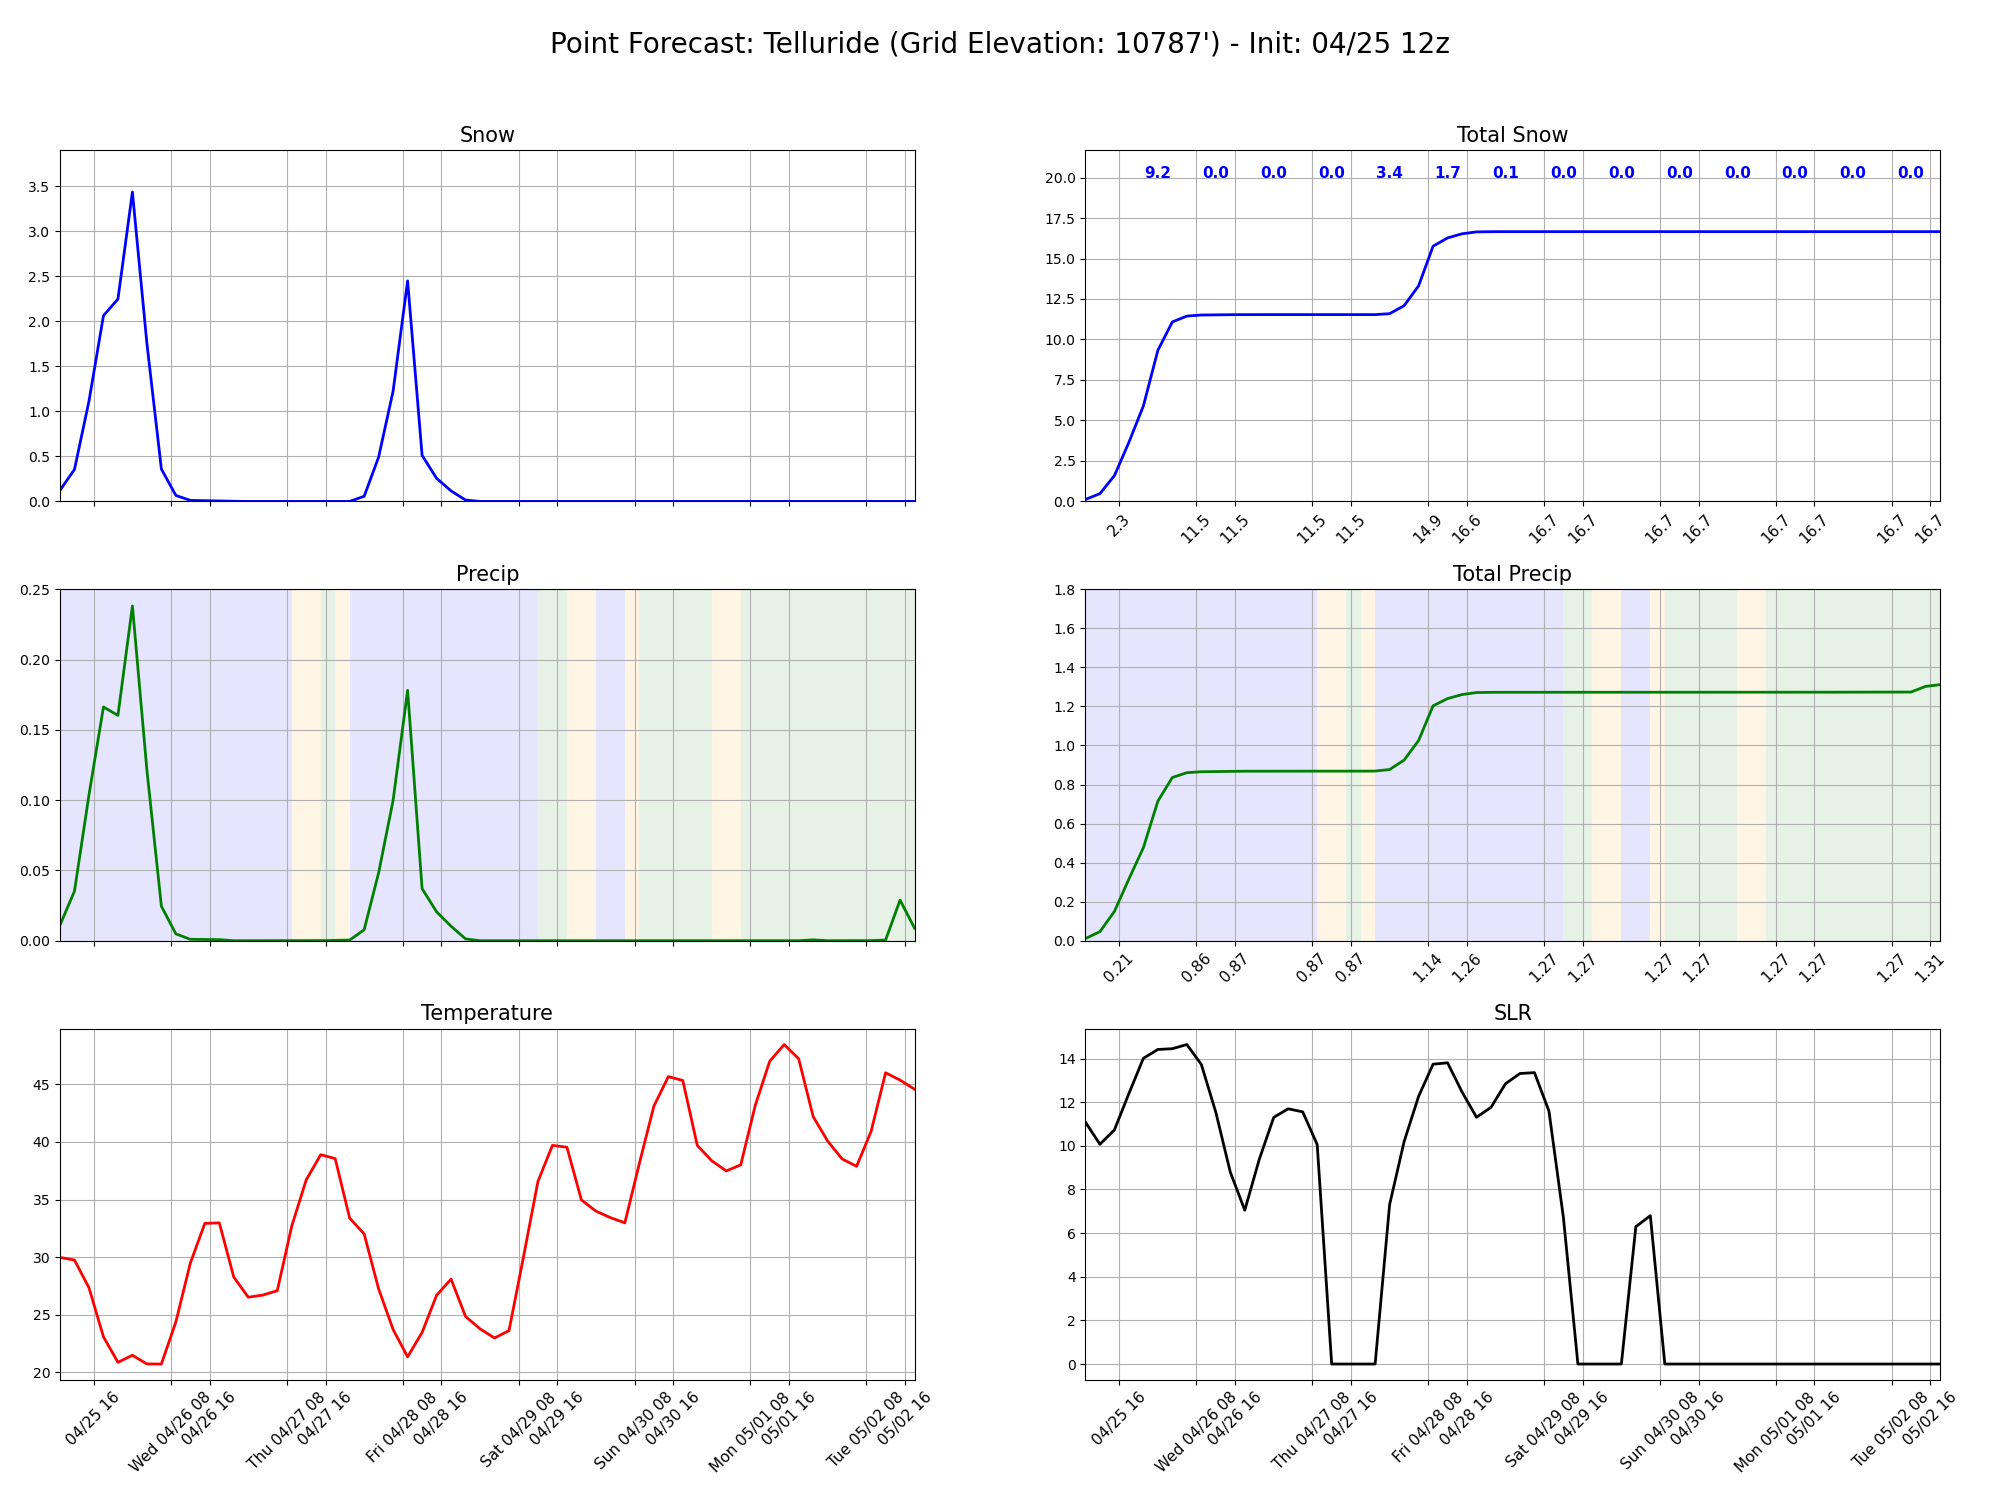 Point Forecast: Telluride (Grid Elevation: 10787') - Init: 04/25 12z
Snow
3.5
3.0
2.5
2.0
1.5
1.0
0.5
0.0
Total Snow
9.2 0.0 0.0 0.0 3.4 1.7 0.1 0.0 0.0 0.0 0.0 0.0 0.0 0.0
20.0
17.5
15.0
12.5
10.0
7.5
5.0
2.5
0.0
2.3 11.5 11.5 11.5 11.5 14.9 16.6 16.7 16.7 16.7 16.7 16.7 16.7 16.7 16.7
Precip
0.25
0.20
0.15
0.10
0.05
0.00
Total Precip
1.8
1.6
1.4
1.2
1.0
0.8
0.6
0.4
0.2
0.0
0.21 0.86 0.87 0.87 0.87 1.14 1.26 1.27 1.27 1.27 1.27 1.27 1.27 1.27 1.31
Temperature
45
40
35
30
25
20
04/25 16
Wed 04/26 08
04/26 16
Thu 04/27 08
04/27 16
Fri 04/28 08
04/28 16
Sat 04/29 08
04/29 16
Sun 04/30 08
04/30 16
Mon 05/01 08
05/01 16
Tue 05/02 08
05/02 16
SLR
14
12
10
8
6
4
2
0
04/25 16
Wed 04/26 08
04/26 16
Thu 04/27 08
04/27 16
Fri 04/28 08
04/28 16
Sat 04/29 08
04/29 16
Sun 04/30 08
04/30 16
Mon 05/01 08
05/01 16
Tue 05/02 08
05/02 16